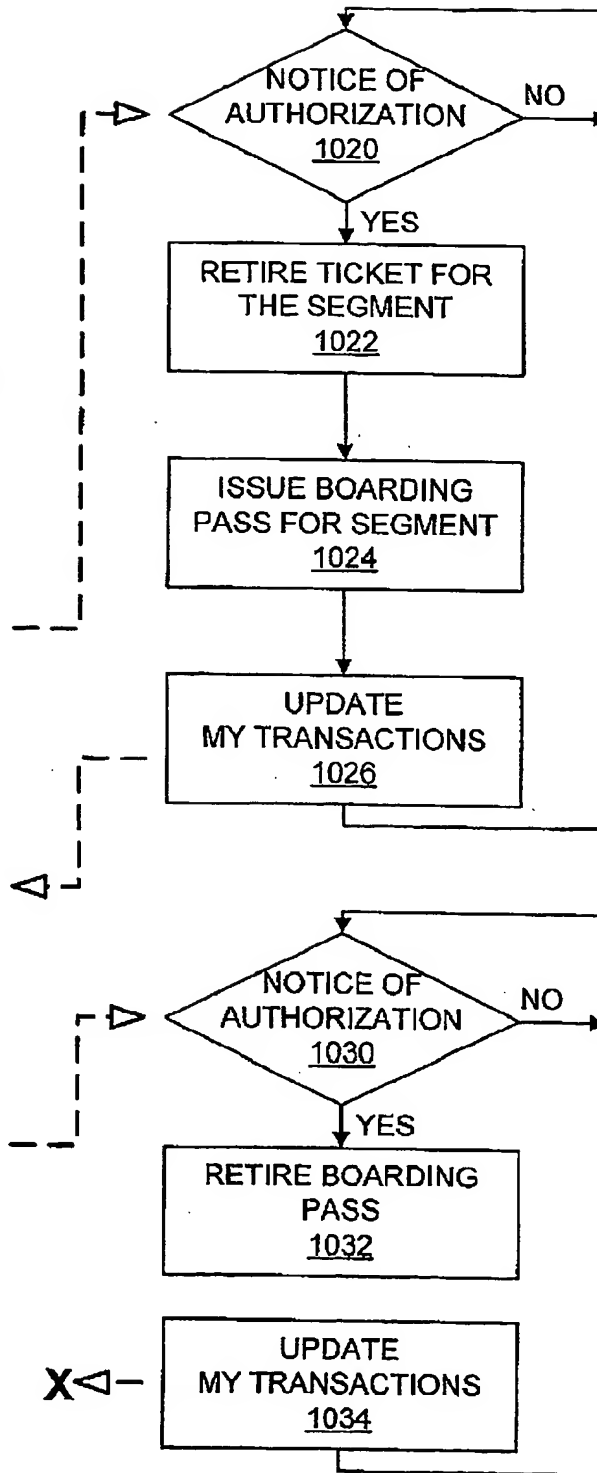 NOTICE OF
AUTHORIZATION
1020
NO
YES
RETIRE TICKET FOR
THE SEGMENT
1022
ISSUE BOARDING
PASS FOR SEGMENT
1024
UPDATE
MY TRANSACTIONS
1026
NOTICE OF
AUTHORIZATION
1030
NO
YES
RETIRE BOARDING
PASS
1032
UPDATE
MY TRANSACTIONS
1034
X